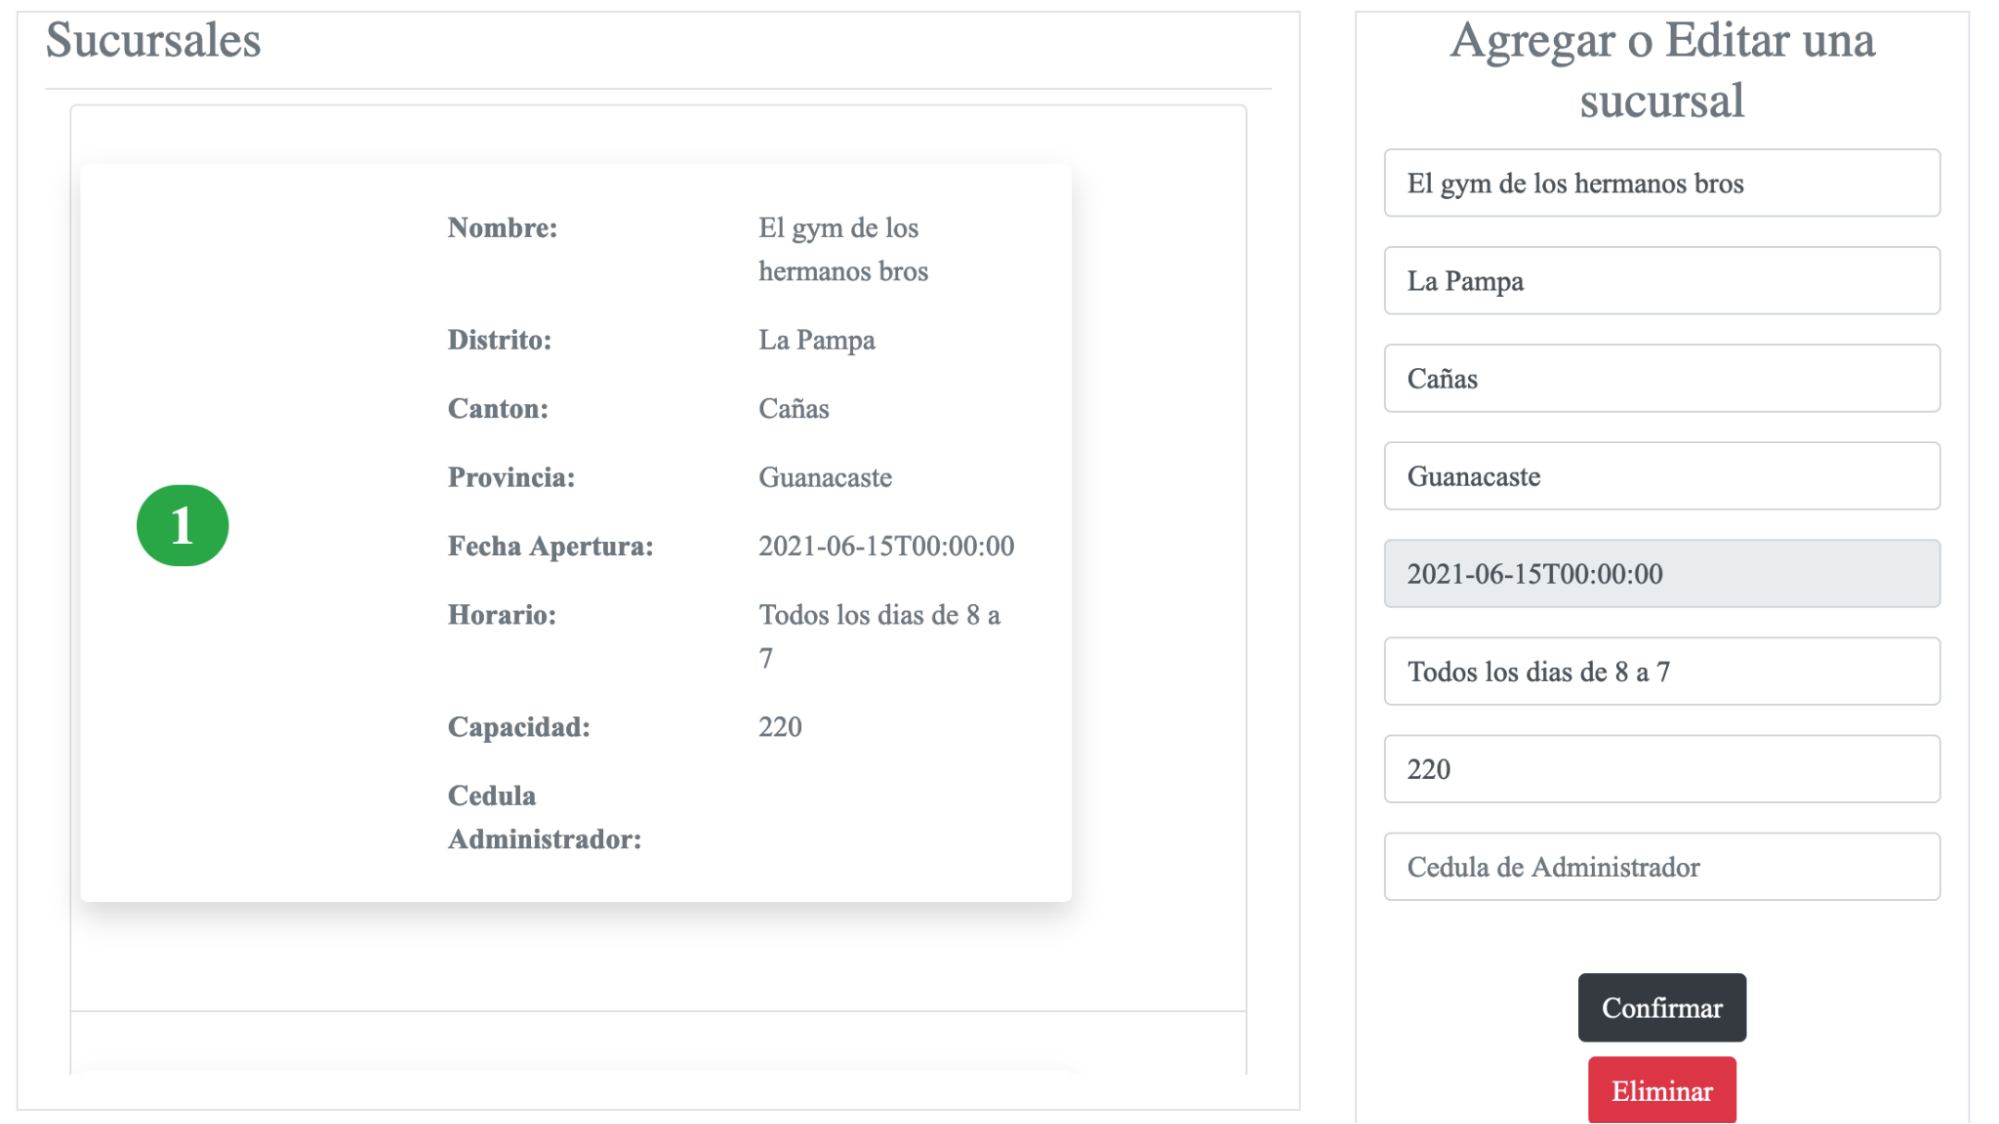 Sucursales
1
Nombre: El gym de los
hermanos bros
Distrito: La Pampa
Canton: Cañas
Provincia: Guanacaste
Fecha Apertura: 2021-06-15T00:00:00
Horario: Todos los dias de 8 a
7
Capacidad: 220
Cedula
Administrador:
Agregar o Editar una
sucursal
El gym de los hermanos bros
La Pampa
Cañas
Guanacaste
2021-06-15T00:00:00
Todos los dias de 8 a 7
220
Cedula de Administrador
Confirmar
Eliminar